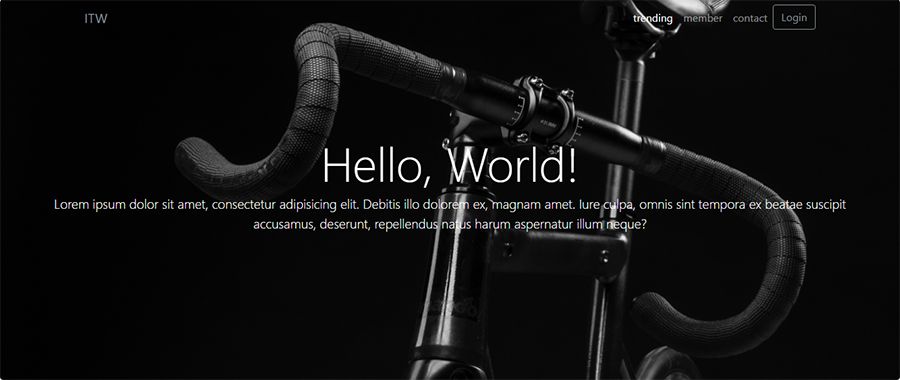 ITW
trending member contact Login
Hello, World!
Lorem ipsum dolor sit amet, consectetur adipisicing elit. Debitis illo dolorem ex, magnam amet. Iure culpa, omnis sint tempora ex beatae suscipit
accusamus, deserunt, repellendus natus harum aspernatur illum neque?